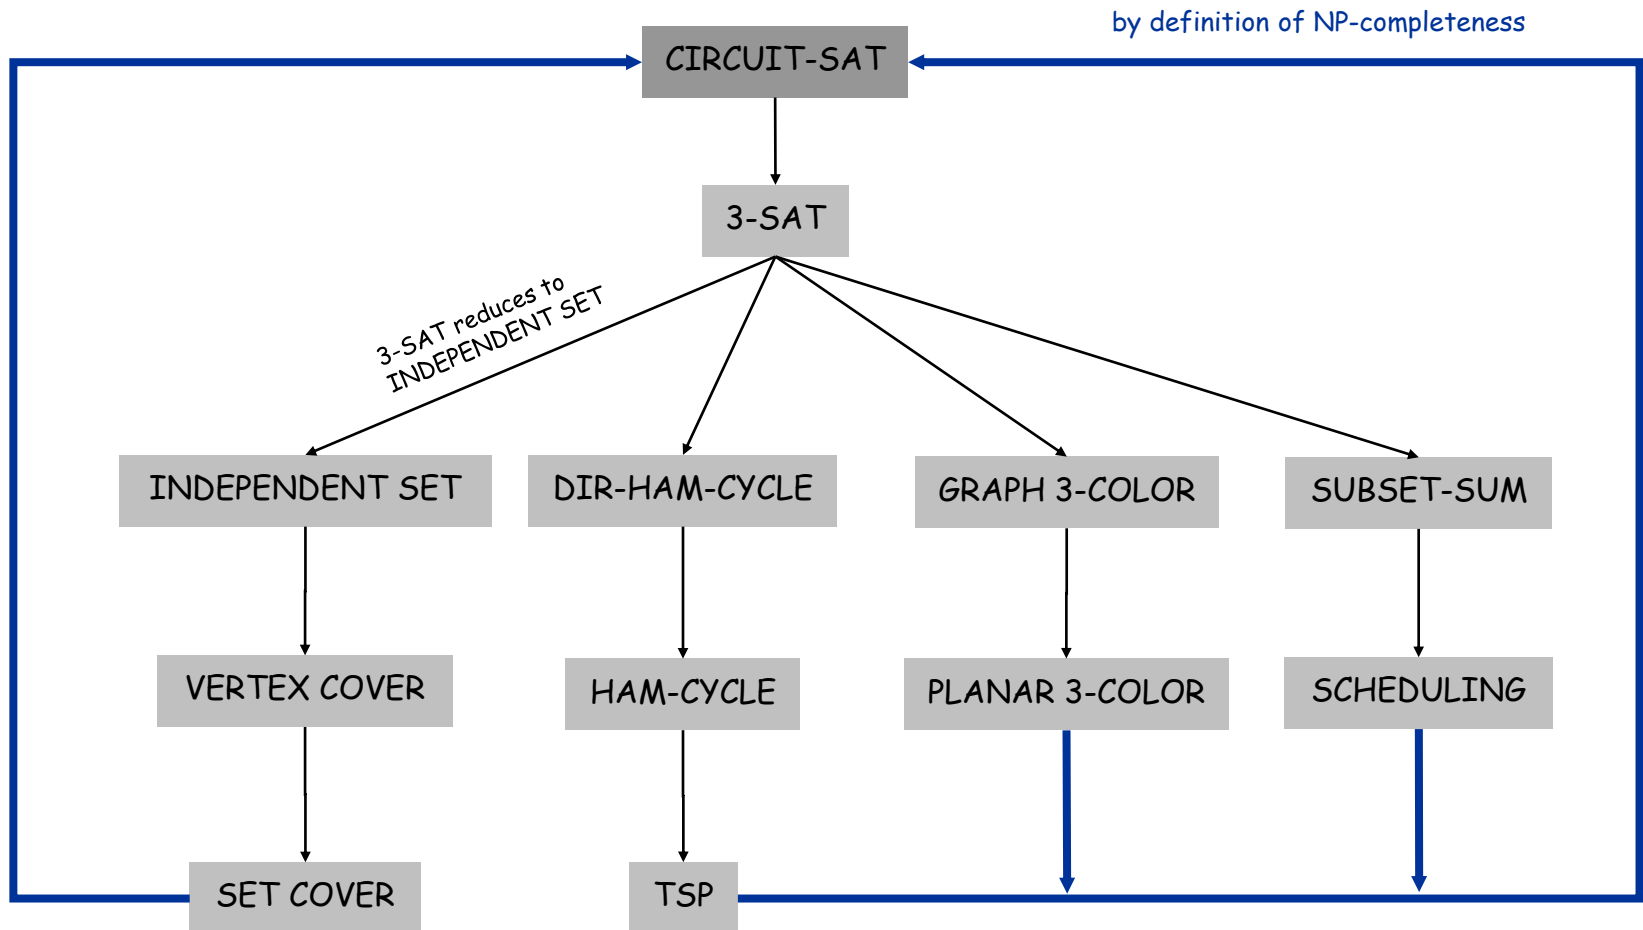 by definition of NP-completeness
CIRCUIT-SAT
3-SAT
3-SAT reduces to
INDEPENDENT SET
INDEPENDENT SET
DIR-HAM-CYCLE
GRAPH 3-COLOR
SUBSET-SUM
VERTEX COVER
HAM-CYCLE
PLANAR 3-COLOR
SCHEDULING
SET COVER
TSP